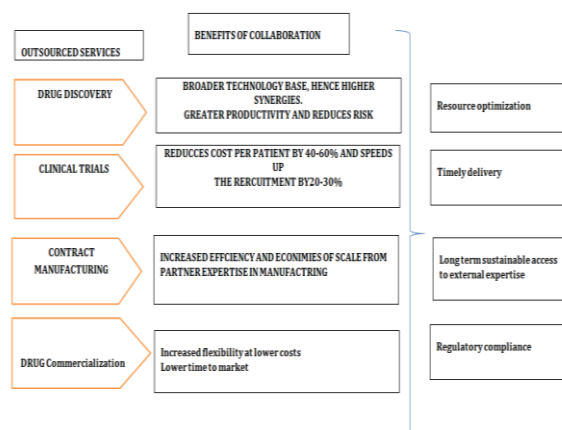 BENEFITS OF COLLABORATION
OUTSOURCED SERVICES
DRUG DISCOVERY
BROADER TECHNOLOGY BASE, HENCE HIGHER
SYNERGIES.
GREATER PRODUCTIVITY AND REDUCES RISK
Resource optimization
CLINICAL TRIALS
REDUCCES COST PER PATIENT BY 40-60% AND SPEEDS
UP
THE RERCUITMENT BY20-30%
Timely delivery
CONTRACT
MANUFACTURING
INCREASED EFFCIENCY AND ECONIMIES OF SCALE FROM
PARTNER EXPERTISE IN MANUFACTRING
Long term sustainable access
to external expertise
DRUG Commercialization
Increased flexibility at lower costs
Lower time to market
Regulatory compliance